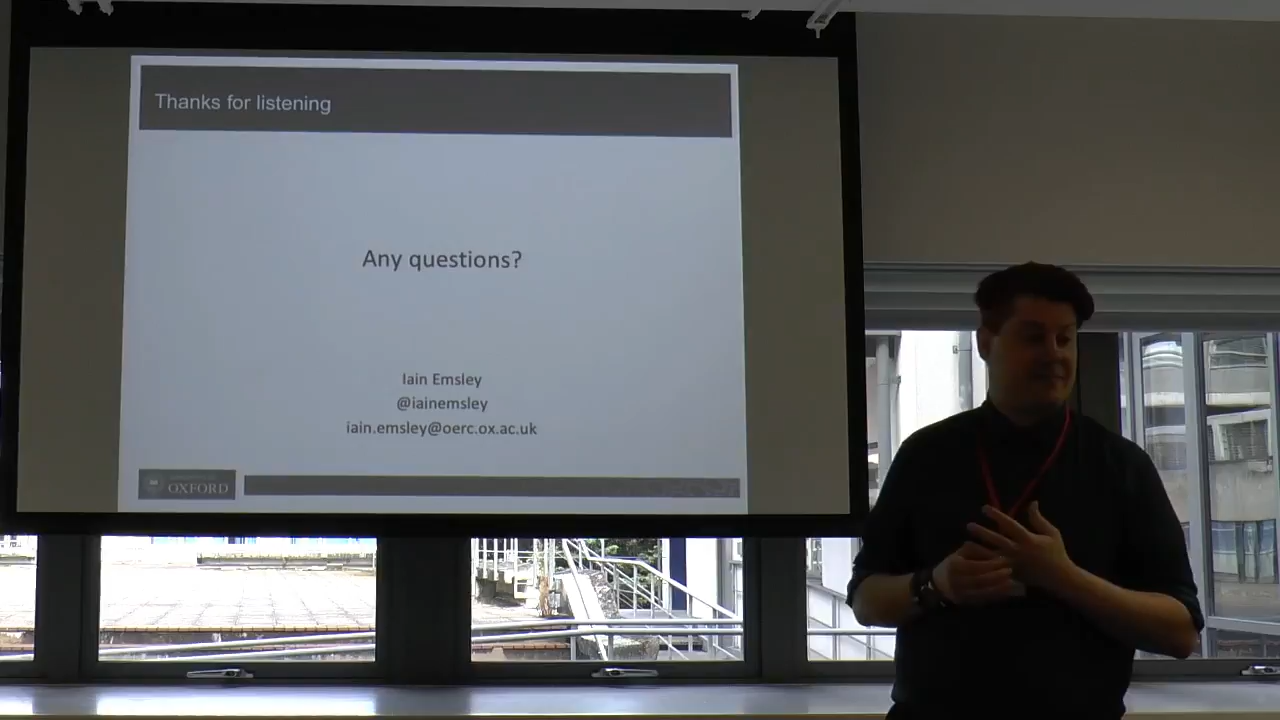 Thanks for listening
Any questions?
Iain Emsley
@iainemsley
iain.emsley@oerc.ox.ac.uk
OXFORD